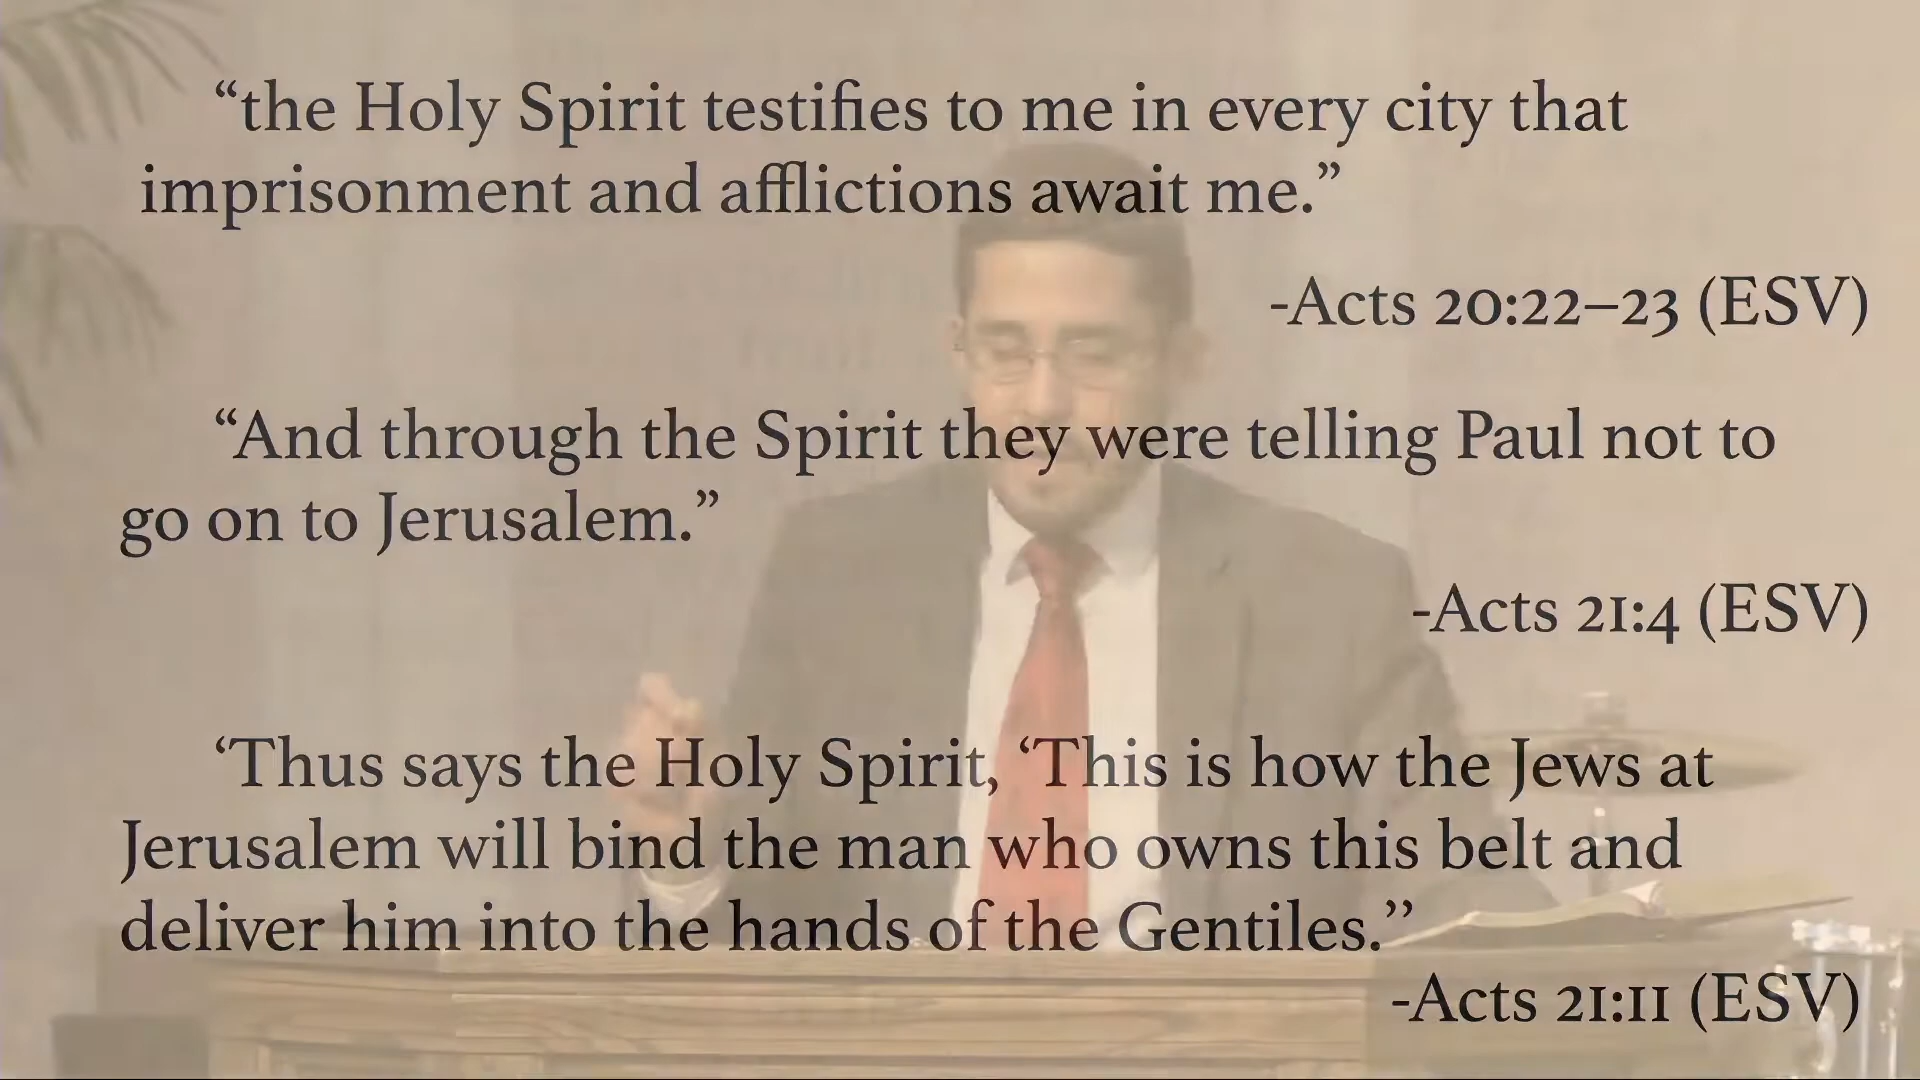 “the Holy Spirit testifies to me in every city that
imprisonment and afflictions await me.”
-Acts 20:22–23 (ESV)
“And through the Spirit they were telling Paul not to
go on to Jerusalem.”
-Acts 21:4 (ESV)
‘Thus says the Holy Spirit, ‘This is how the Jews at
Jerusalem will bind the man who owns this belt and
deliver him into the hands of the Gentiles.’’
-Acts 21:11 (ESV)